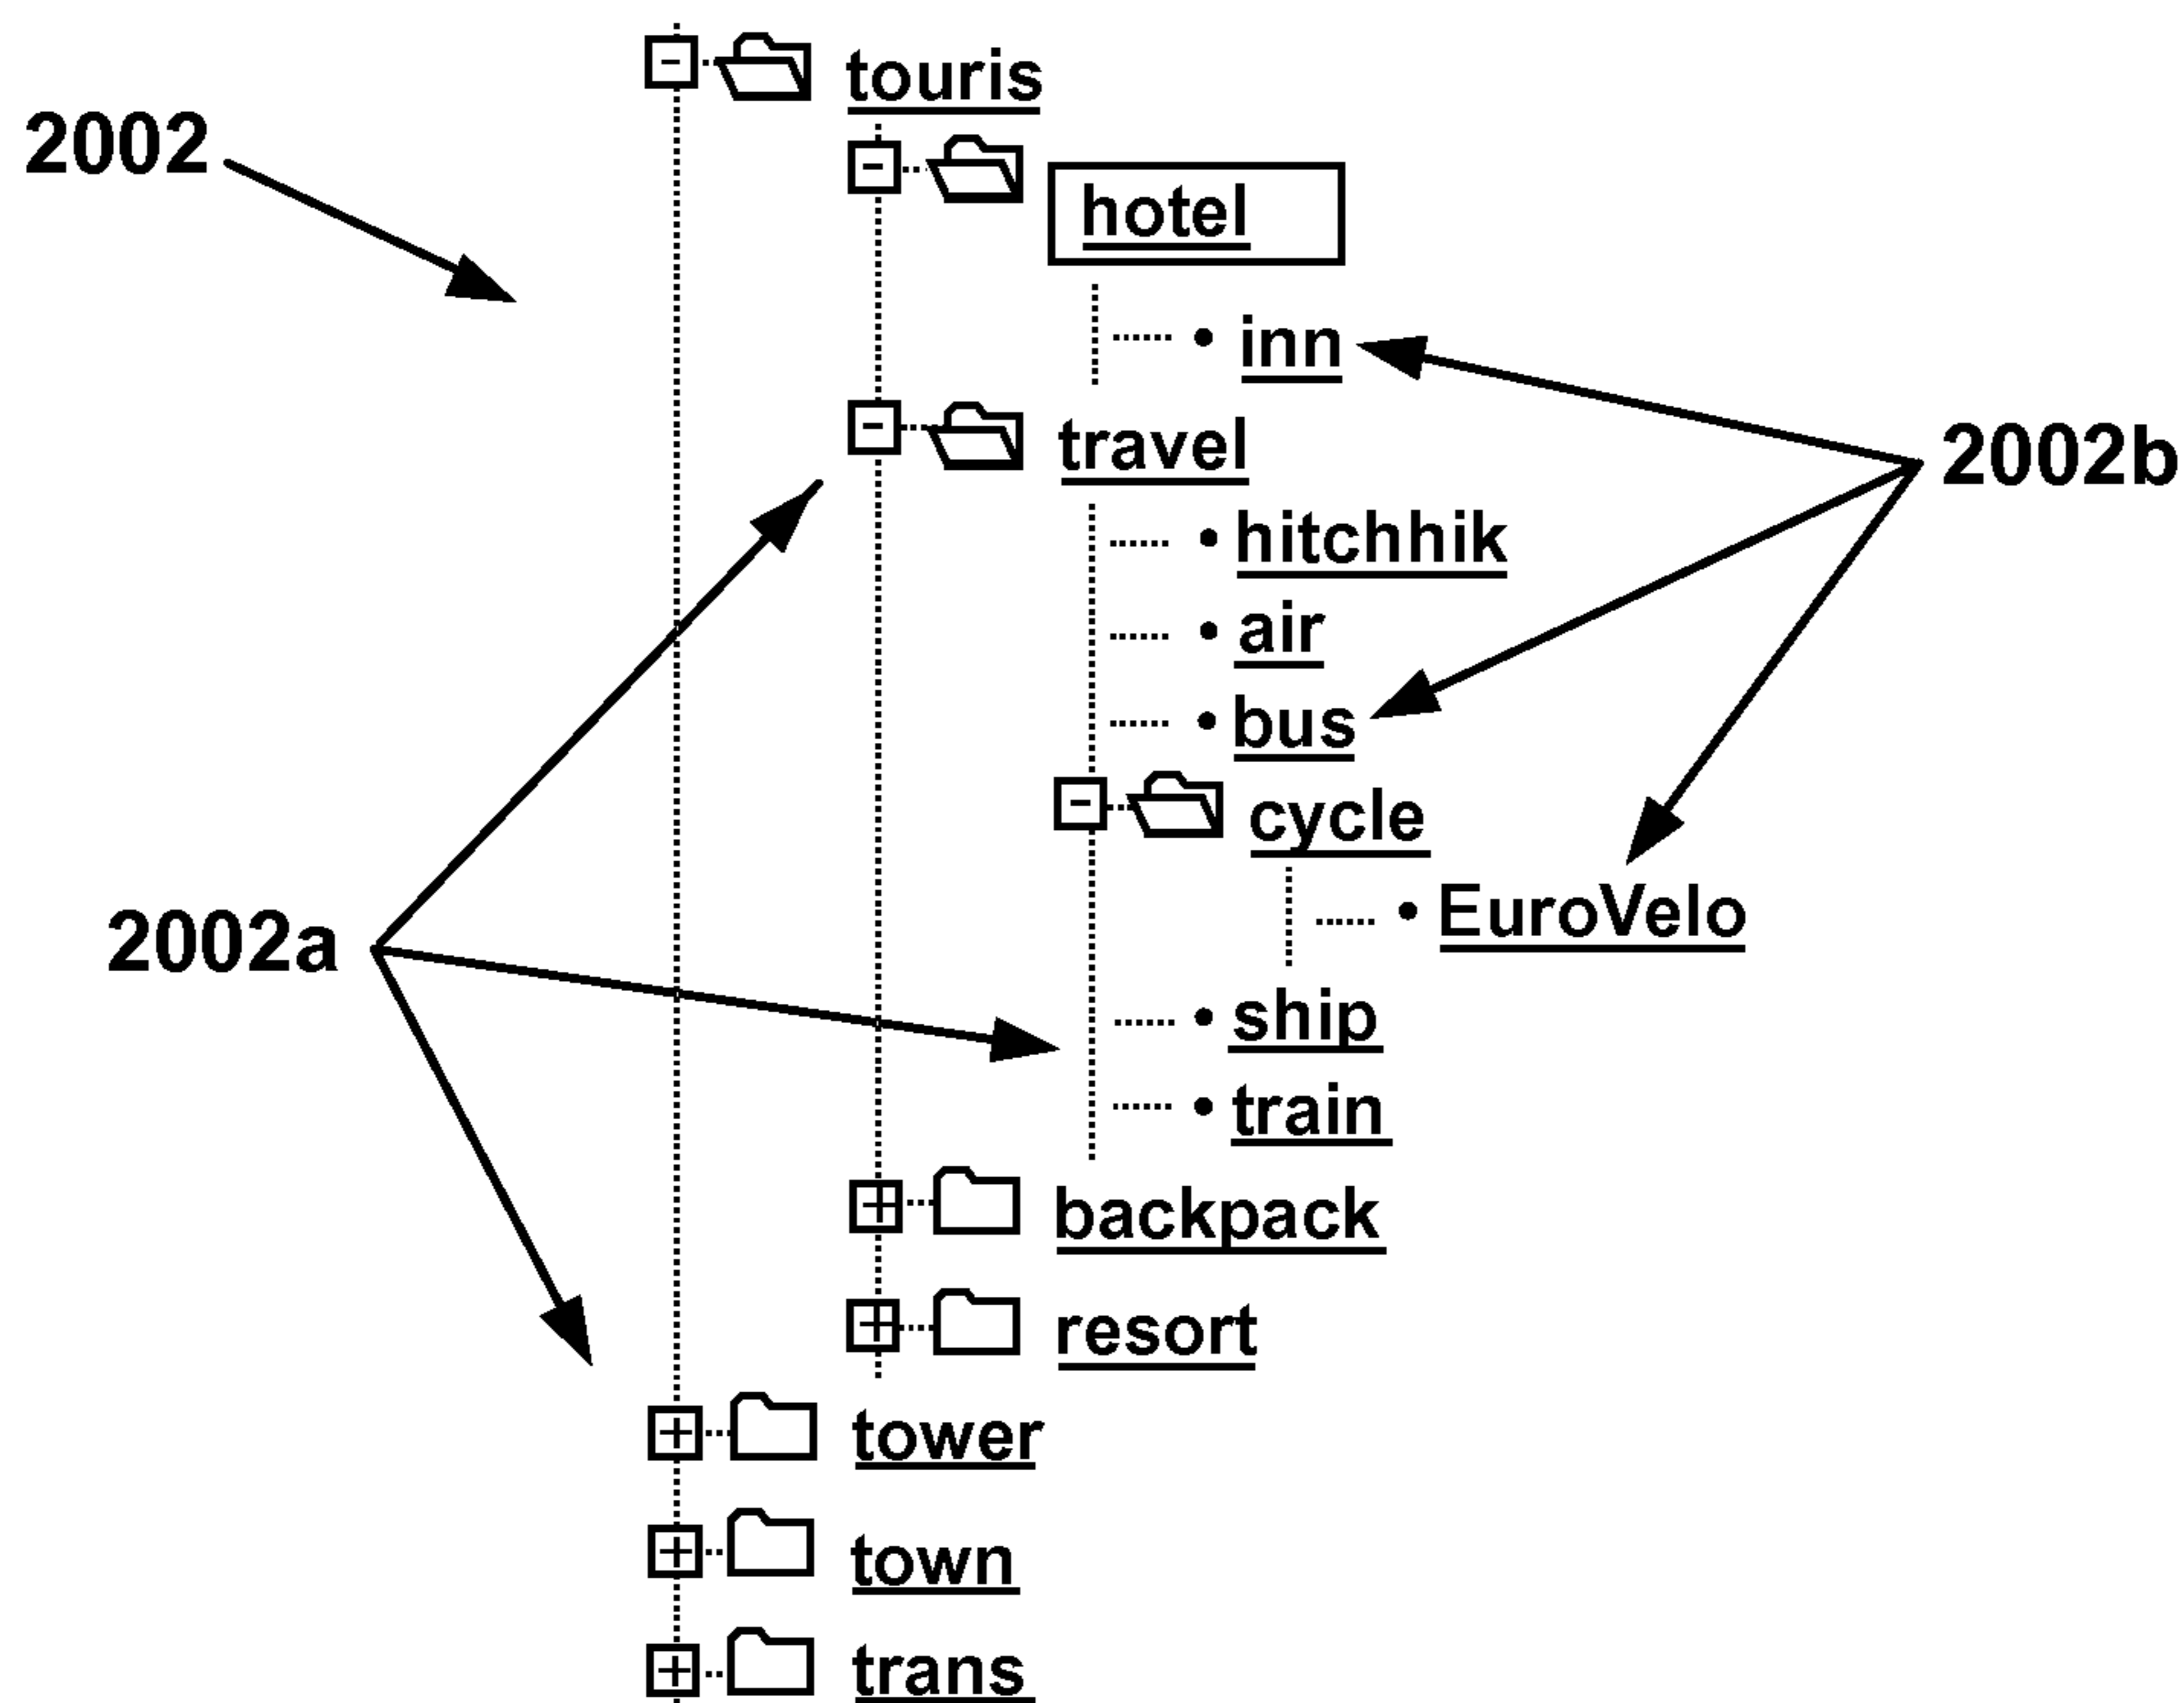 touris
2002
hotel
inn
travel
2002b
hitchhik
air
bus
cycle
EuroVelo
2002a
ship
train
backpack
resort
tower
town
trans